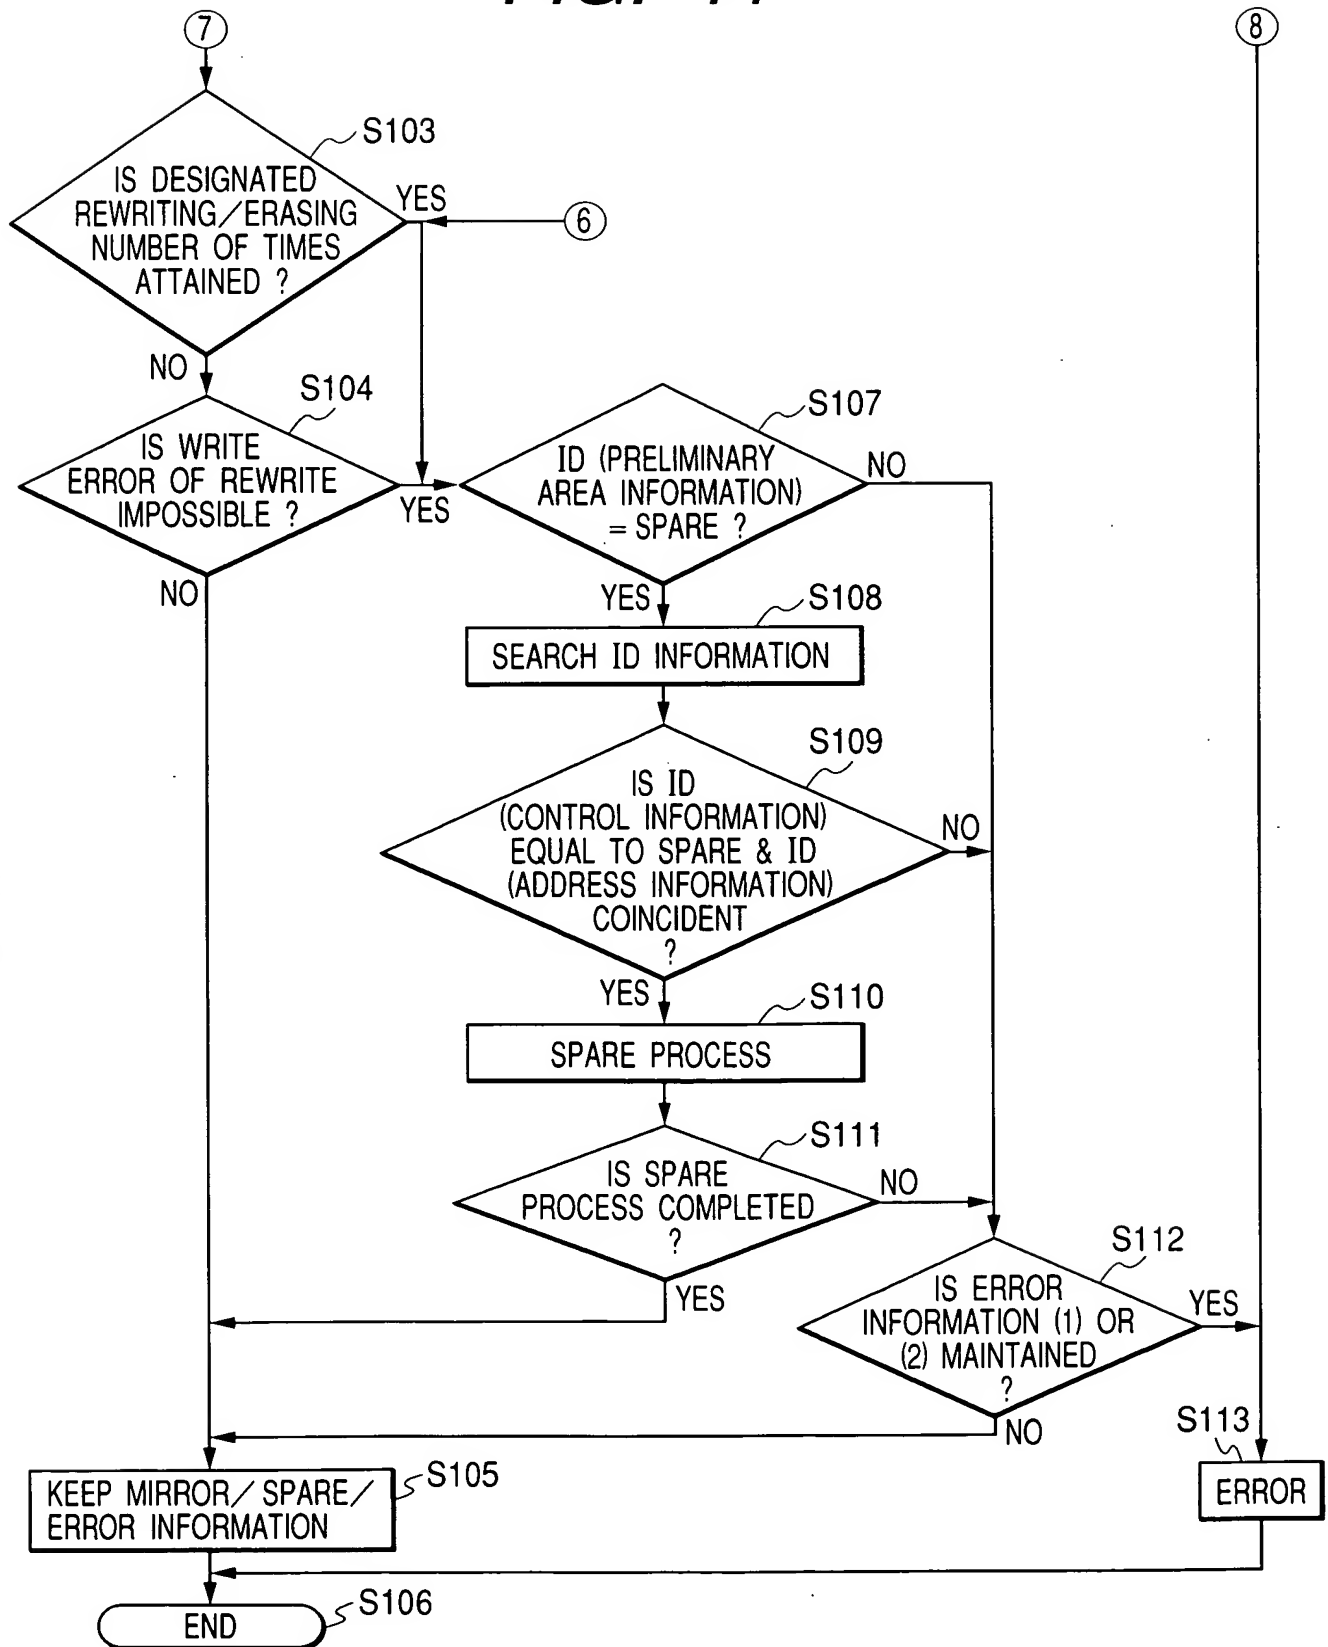 7
8
S103
IS DESIGNATED
REWRITING/ERASING
NUMBER OF TIMES
ATTAINED ?
YES
6
NO
S104
IS WRITE
ERROR OF REWRITE
IMPOSSIBLE ?
YES
NO
S107
ID (PRELIMINARY
AREA INFORMATION)
= SPARE ?
NO
YES
S108
SEARCH ID INFORMATION
S109
IS ID
(CONTROL INFORMATION)
EQUAL TO SPARE & ID
(ADDRESS INFORMATION)
COINCIDENT
?
NO
YES
S110
SPARE PROCESS
S111
IS SPARE
PROCESS COMPLETED
?
NO
YES
S112
IS ERROR
INFORMATION (1) OR
(2) MAINTAINED
?
YES
NO
S113
ERROR
S105
KEEP MIRROR/SPARE/
ERROR INFORMATION
S106
END